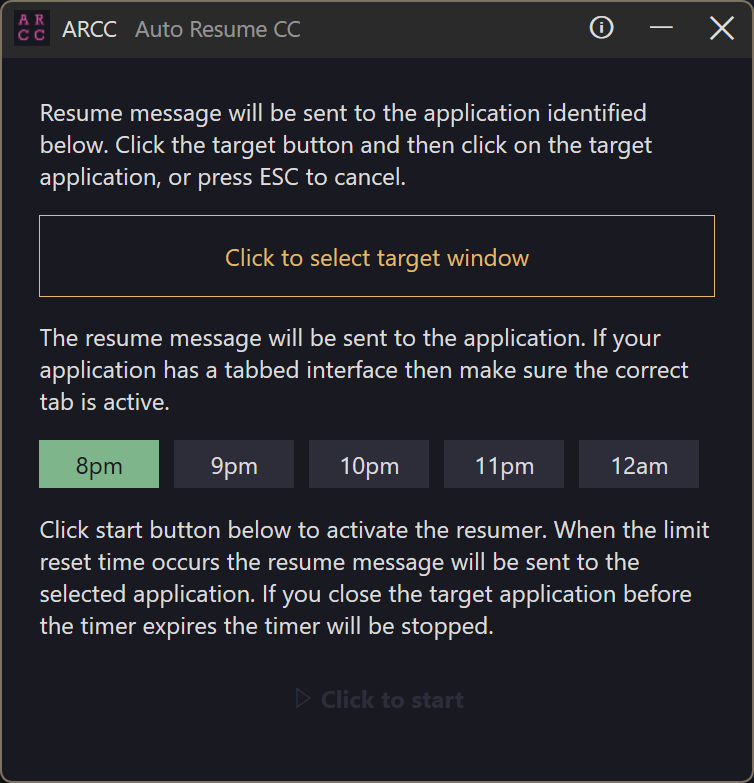 AR
CC
ARCC Auto Resume CC
Resume message will be sent to the application identified
below. Click the target button and then click on the target
application, or press ESC to cancel.
Click to select target window
The resume message will be sent to the application. If your
application has a tabbed interface then make sure the correct
tab is active.
8pm 9pm 10pm 11pm 12am
Click start button below to activate the resumer. When the limit
reset time occurs the resume message will be sent to the
selected application. If you close the target application before
the timer expires the timer will be stopped.
Click to start